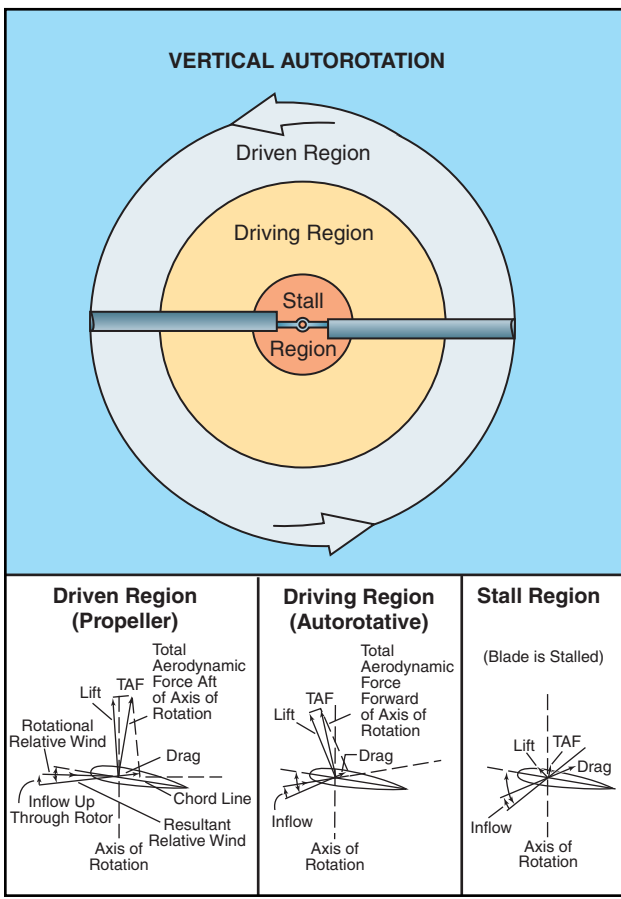 VERTICAL AUTOROTATION
Driven Region
Driving Region
Stall
Region
Driven Region
(Propeller)
Total
Aerodynamic
Force Aft
of Axis of
Rotation
TAF
Lift
Rotational
Relative Wind
Drag
Chord Line
Inflow Up
Through Rotor
Resultant
Relative Wind
Axis of
Rotation
Driving Region
(Autorotative)
Total
Aerodynamic
Force
Forward
of Axis of
Rotation
TAF
Lift
Drag
Inflow
Axis of
Rotation
Stall Region
(Blade is Stalled)
Lift
TAF
Drag
Inflow
Axis of
Rotation